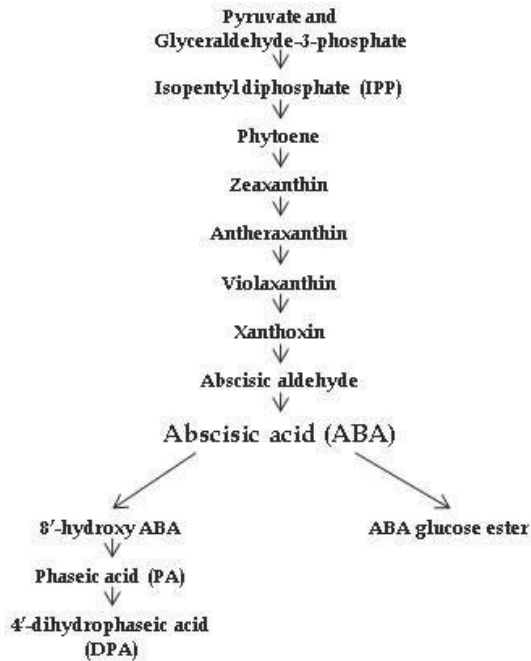 Pyruvate and
Glyceraldehyde-3-phosphate
Isopentyl diphosphate (IPP)
Phytoene
Zeaxanthin
Antheraxanthin
Violaxanthin
Xanthoxin
Abscisic aldehyde
Abscisic acid (ABA)
8′-hydroxy ABA
ABA glucose ester
Phaseic acid (PA)
4′-dihydrophaseic acid
(DPA)